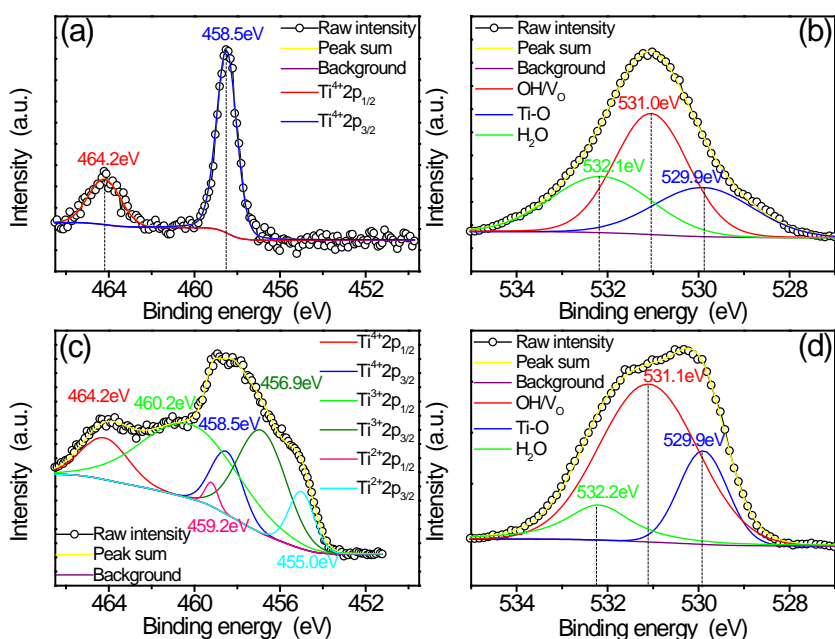 (a)
458.5eV
464.2eV
Raw intensity
Peak sum
Background
Ti4+2p1/2
Ti4+2p3/2
Intensity (a.u.)
464 460 456 452
Binding energy (eV)
(b)
Raw intensity
Peak sum
Background
OH/VO
Ti-O
H2O
531.0eV
532.1eV
529.9eV
Intensity (a.u.)
534 532 530 528
Binding energy (eV)
(c)
464.2eV
460.2eV
458.5eV
456.9eV
459.2eV
455.0eV
Ti4+2p1/2
Ti4+2p3/2
Ti3+2p1/2
Ti3+2p3/2
Ti2+2p1/2
Ti2+2p3/2
Raw intensity
Peak sum
Background
Intensity (a.u.)
464 460 456 452
Binding energy (eV)
(d)
Raw intensity
Peak sum
Background
OH/VO
Ti-O
H2O
531.1eV
529.9eV
532.2eV
Intensity (a.u.)
534 532 530 528
Binding energy (eV)